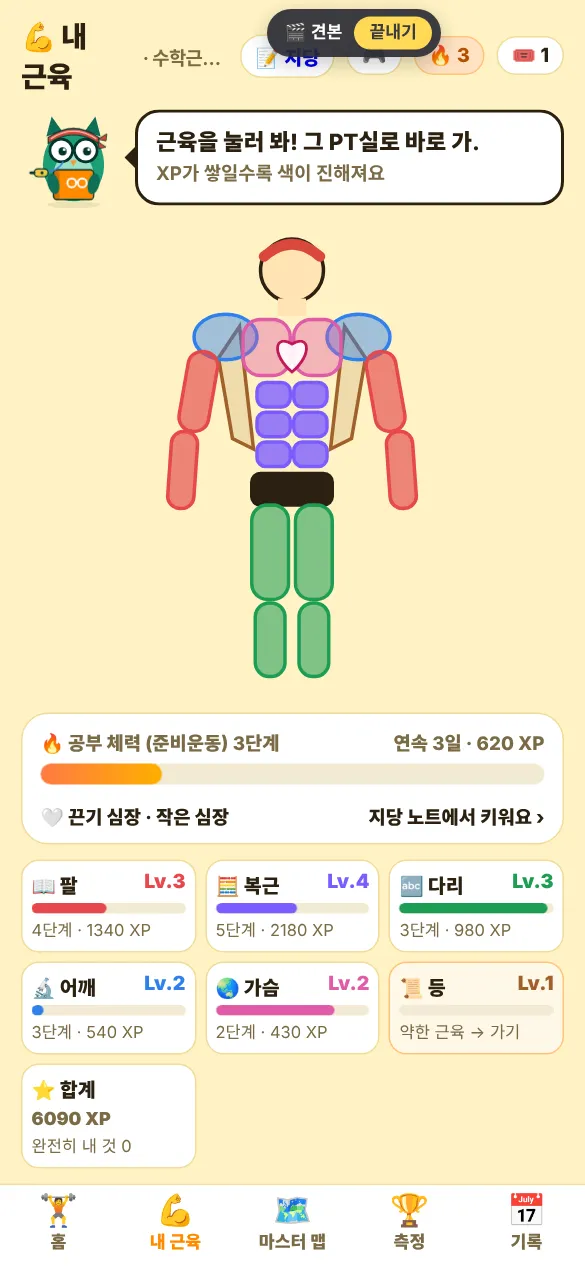 💪 내 근육
· 수학근…
🎬 견본 끝내기
📝 지당
🔥 3
🎟️ 1
근육을 눌러 봐! 그 PT실로 바로 가.
XP가 쌓일수록 색이 진해져요
🔥 공부 체력 (준비운동) 3단계
연속 3일 · 620 XP
🤍 끈기 심장 · 작은 심장
지당 노트에서 키워요 ›
📖 팔 Lv.3
4단계 · 1340 XP
🧮 복근 Lv.4
5단계 · 2180 XP
🔤 다리 Lv.3
3단계 · 980 XP
🔬 어깨 Lv.2
3단계 · 540 XP
🌏 가슴 Lv.2
2단계 · 430 XP
📜 등 Lv.1
약한 근육 → 가기
⭐ 합계
6090 XP
완전히 내 것 0
홈
내 근육
마스터 맵
측정
July 17
기록